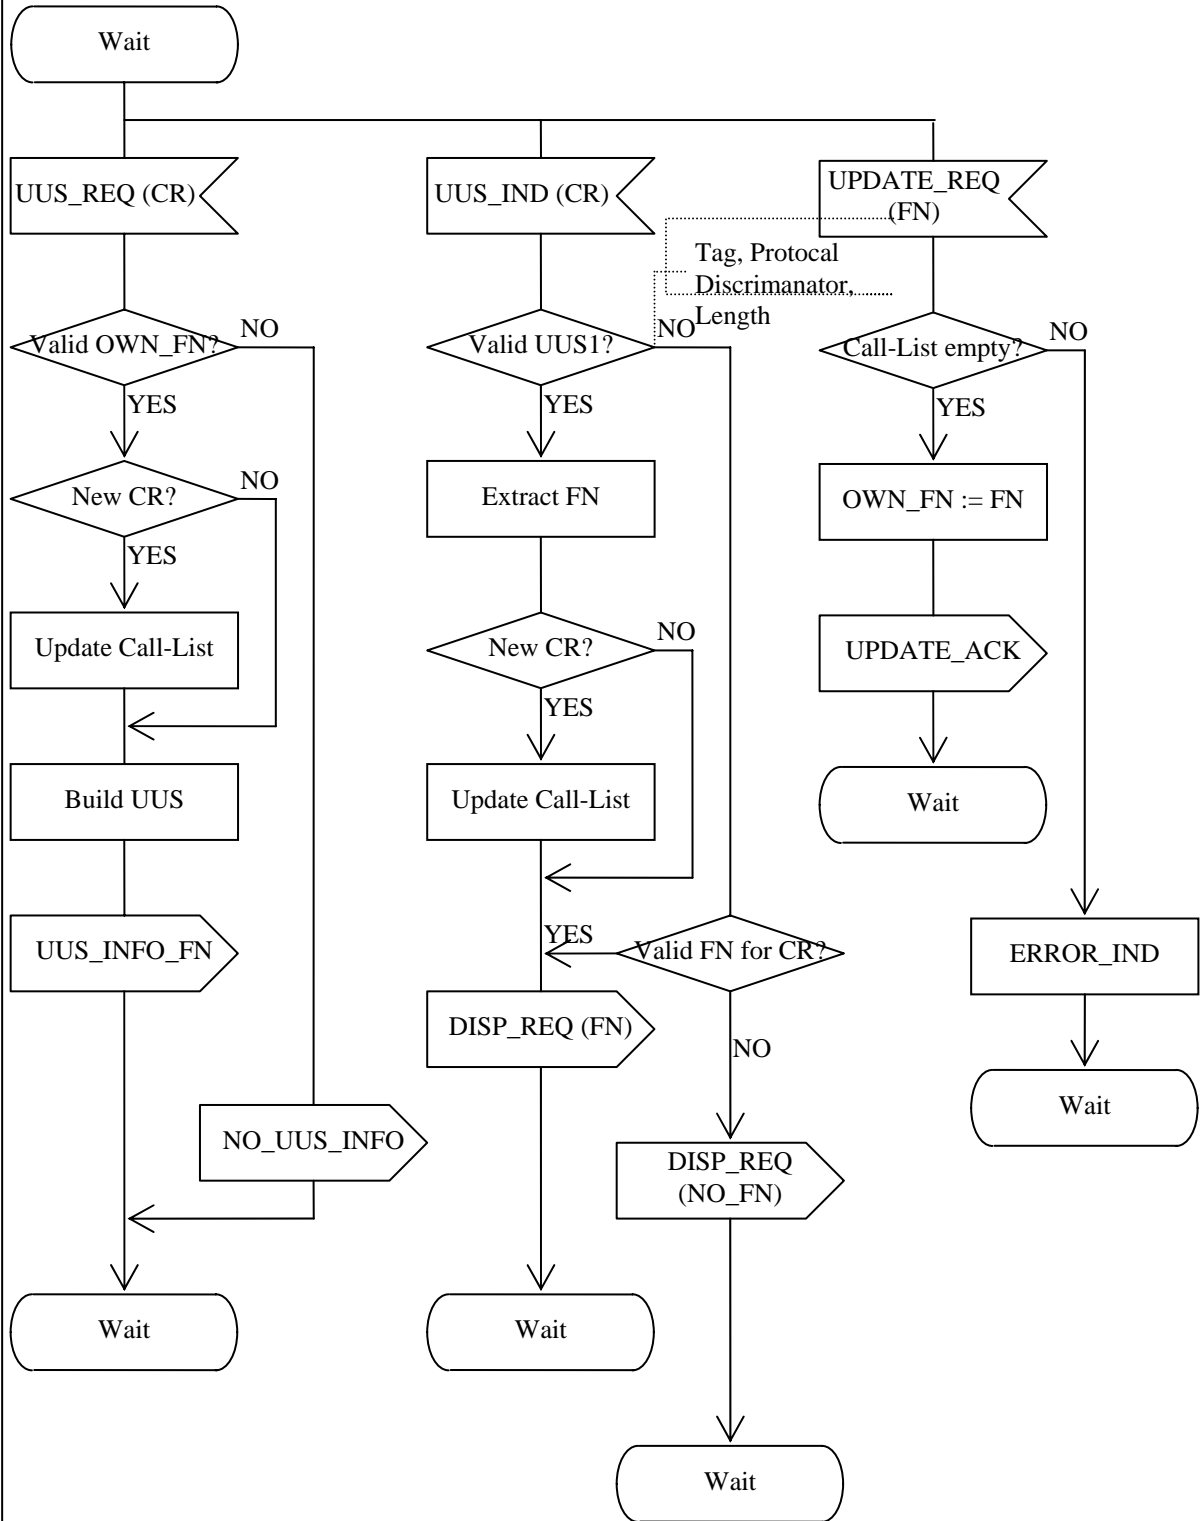 Wait
UUS_REQ (CR)
UUS_IND (CR)
UPDATE_REQ
(FN)
Tag, Protocal
Discrimanator,
Length
Valid OWN_FN?
NO
Valid UUS1?
NO
Call-List empty?
NO
YES
YES
YES
New CR?
NO
Extract FN
OWN_FN := FN
YES
Update Call-List
New CR?
NO
UPDATE_ACK
YES
Build UUS
Update Call-List
Wait
UUS_INFO_FN
YES
Valid FN for CR?
ERROR_IND
DISP_REQ (FN)
NO
Wait
NO_UUS_INFO
DISP_REQ
(NO_FN)
Wait
Wait
Wait